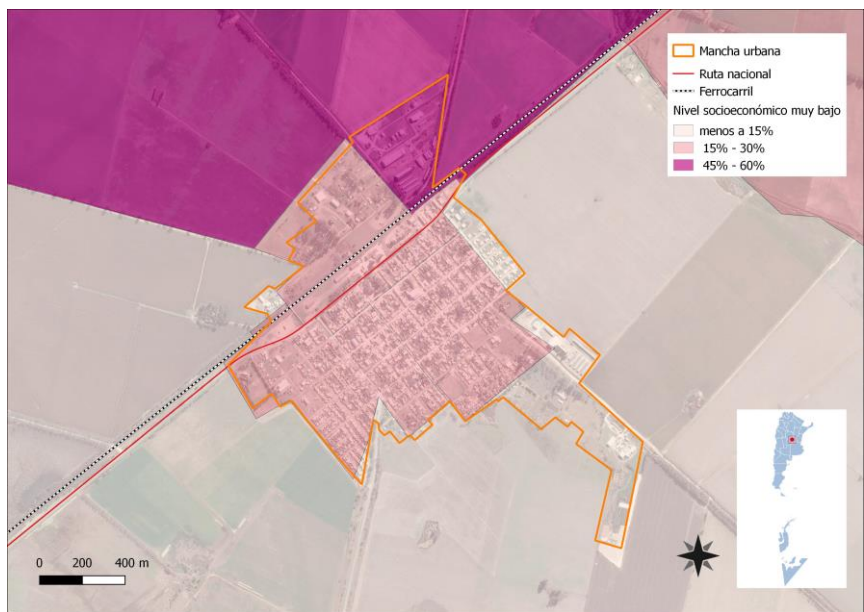 Mancha urbana
Ruta nacional
Ferrocarril
Nivel socioeconómico muy bajo
menos a 15%
15% - 30%
45% - 60%
0 200 400 m